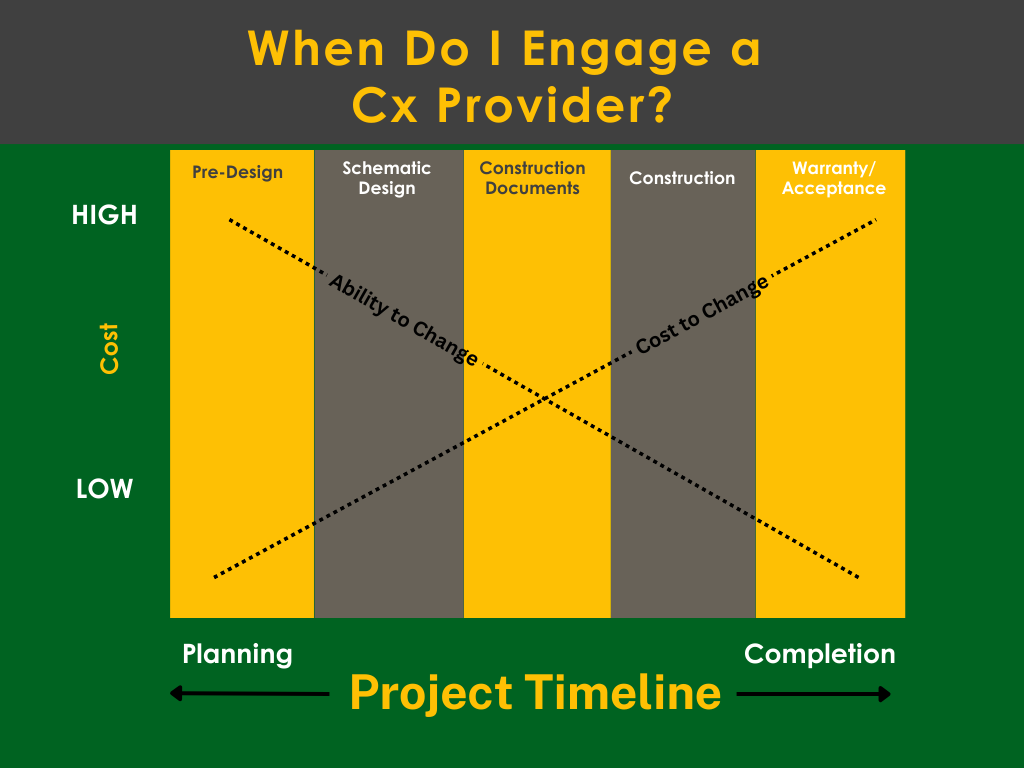 When Do I Engage a
Cx Provider?
Pre-Design
Schematic
Design
Construction
Documents
Construction
Warranty/
Acceptance
HIGH
Cost
LOW
Ability to Change
Cost to Change
Planning
Completion
Project Timeline